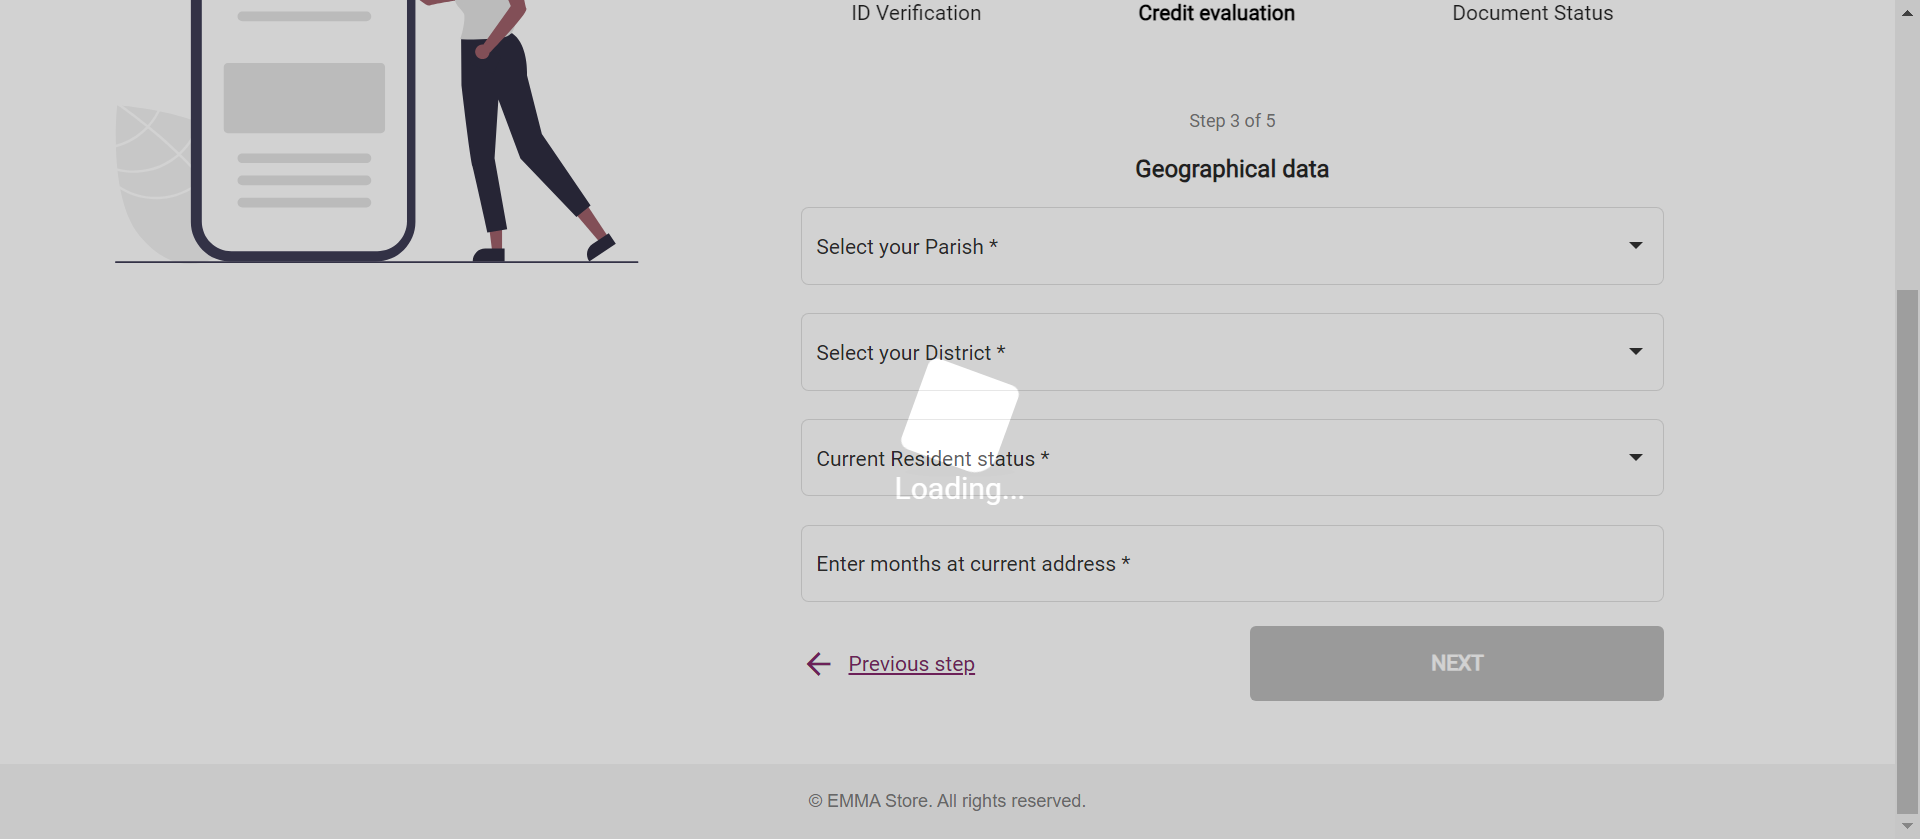 ID Verification
Credit evaluation
Document Status
Step 3 of 5
Geographical data
Select your Parish *
Select your District *
Current Resident status *
Loading...
Enter months at current address *
Previous step
NEXT
© EMMA Store. All rights reserved.